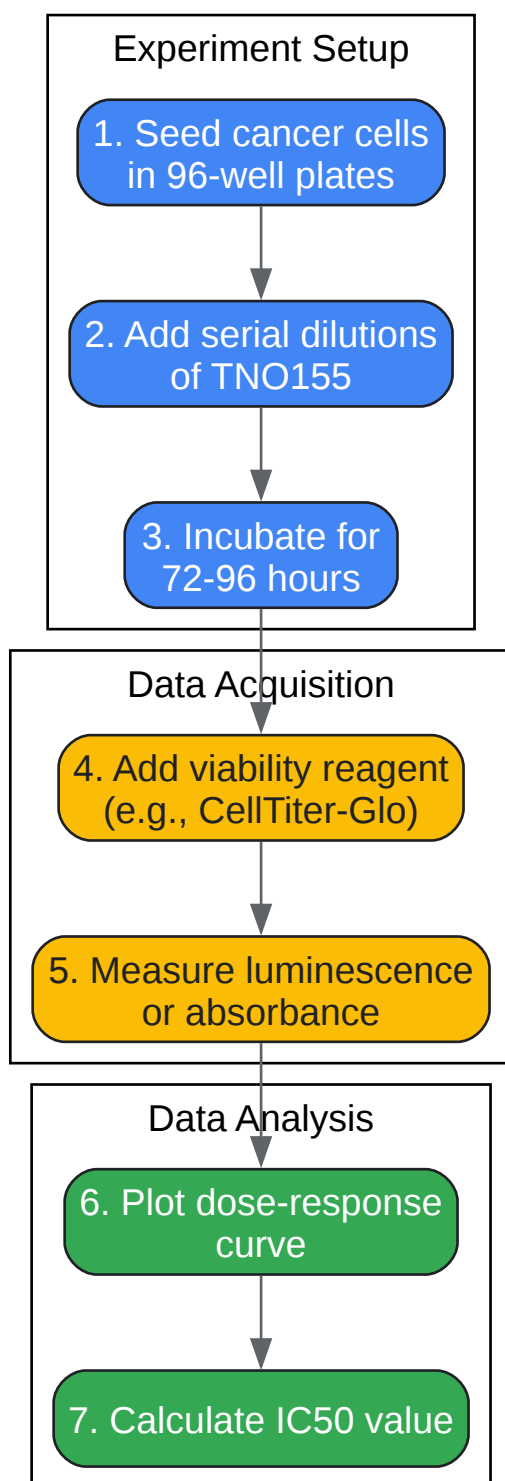 Experiment Setup
1. Seed cancer cells
in 96-well plates
2. Add serial dilutions
of TNO155
3. Incubate for
72-96 hours
Data Acquisition
4. Add viability reagent
(e.g., CellTiter-Glo)
5. Measure luminescence
or absorbance
Data Analysis
6. Plot dose-response
curve
7. Calculate IC50 value